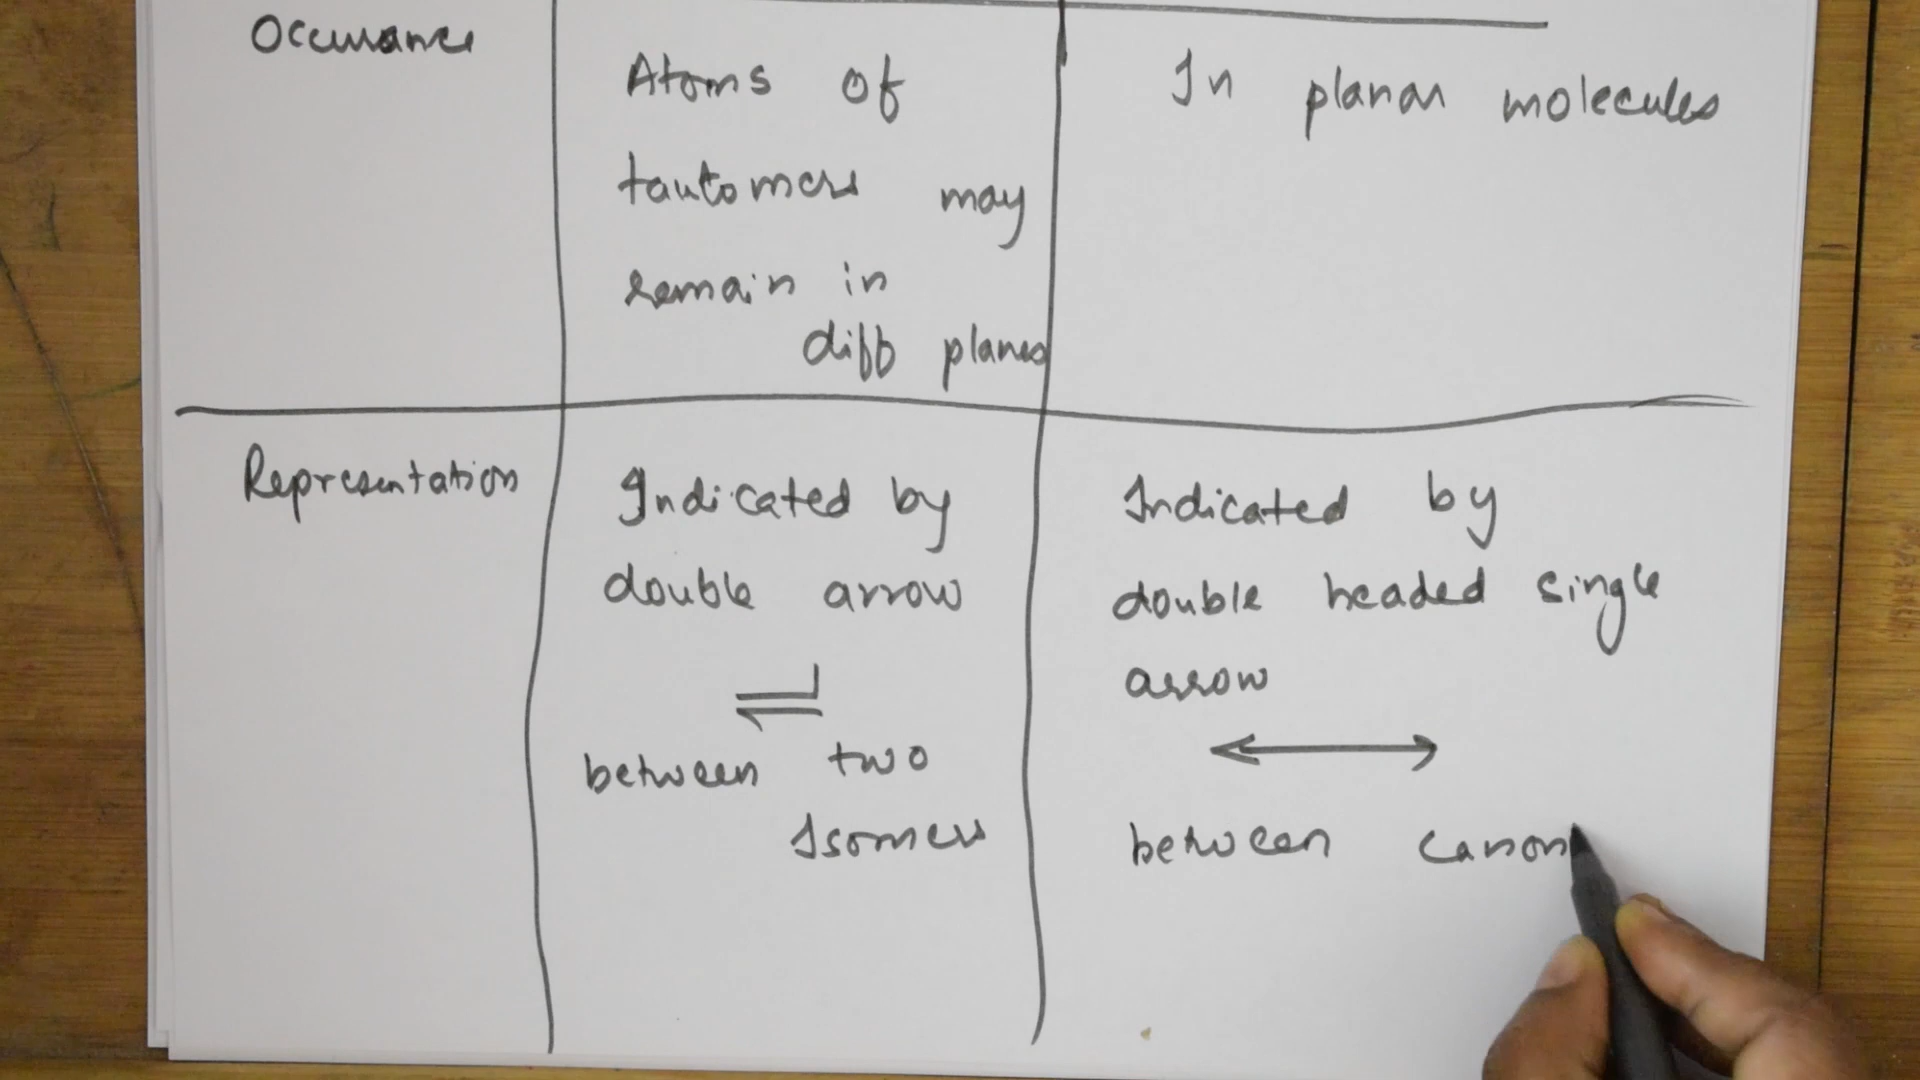 Occurance
Atoms of
tautomers may
remain in
diff planes
In planar molecules
Representation
Indicated by
double arrow
⇌
between two
Isomers
Indicated by
double headed single
arrow
⟷
between canon